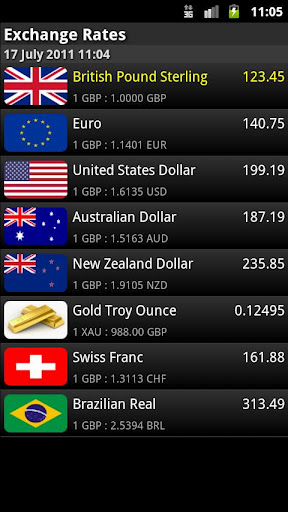 3G 11:05
Exchange Rates
17 July 2011 11:04
British Pound Sterling 123.45
1 GBP : 1.0000 GBP
Euro 140.75
1 GBP : 1.1401 EUR
United States Dollar 199.19
1 GBP : 1.6135 USD
Australian Dollar 187.19
1 GBP : 1.5163 AUD
New Zealand Dollar 235.85
1 GBP : 1.9105 NZD
Gold Troy Ounce 0.12495
1 XAU : 988.00 GBP
Swiss Franc 161.88
1 GBP : 1.3113 CHF
Brazilian Real 313.49
1 GBP : 2.5394 BRL